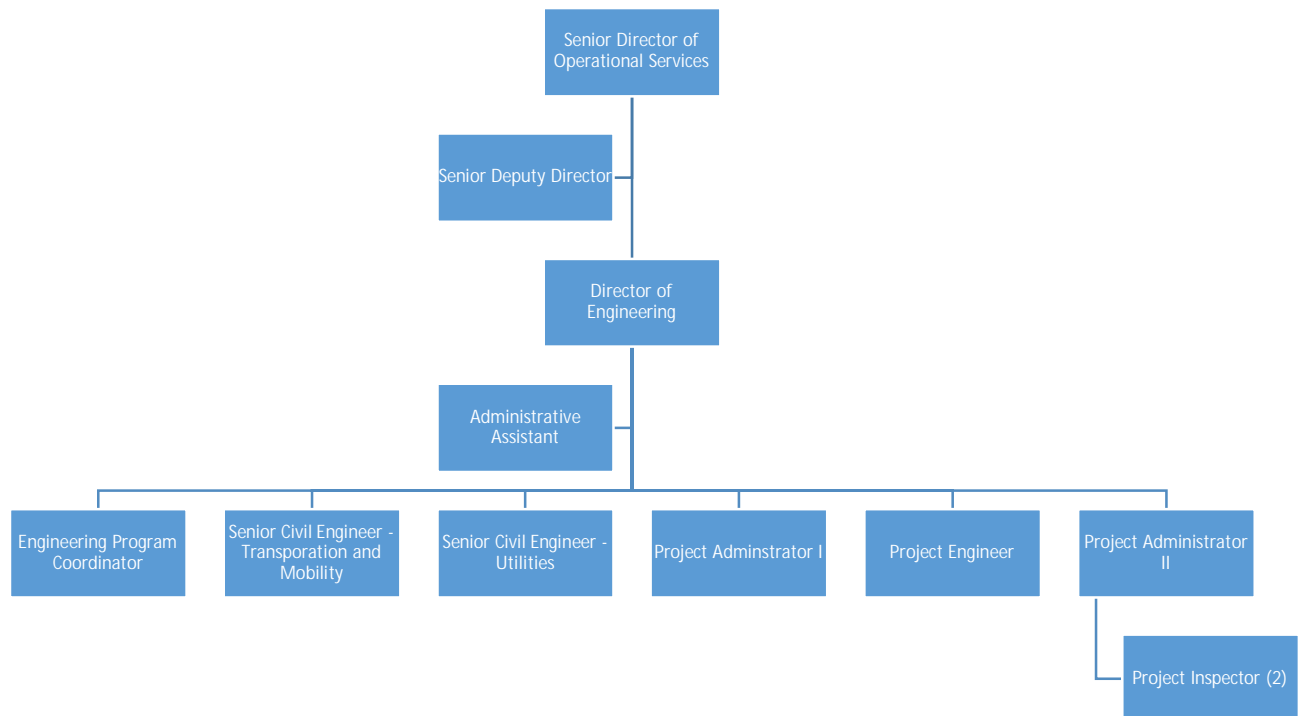 Senior Director of
Operational Services
Senior Deputy Director
Director of
Engineering
Administrative
Assistant
Engineering Program
Coordinator
Senior Civil Engineer -
Transporation and
Mobility
Senior Civil Engineer -
Utilities
Project Adminstrator I
Project Engineer
Project Administrator
II
Project Inspector (2)